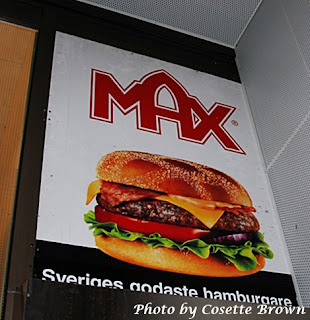 MAX®
Sveriges godaste hamburgare
Photo by Cosette Brown